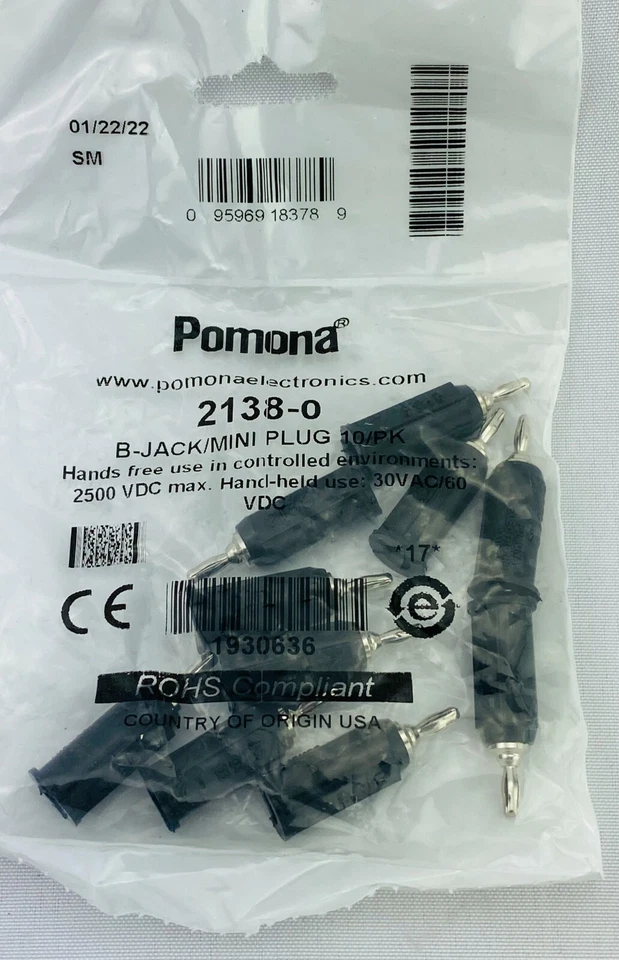 01/22/22
SM
0 95969 18378 9
Pomona®
www.pomonaelectronics.com
2138-0
B-JACK/MINI PLUG 10/PK
Hands free use in controlled environments:
2500 VDC max. Hand-held use: 30VAC/60
VDC
*17*
CE
e
1930636
ROHS Compliant
COUNTRY OF ORIGIN USA